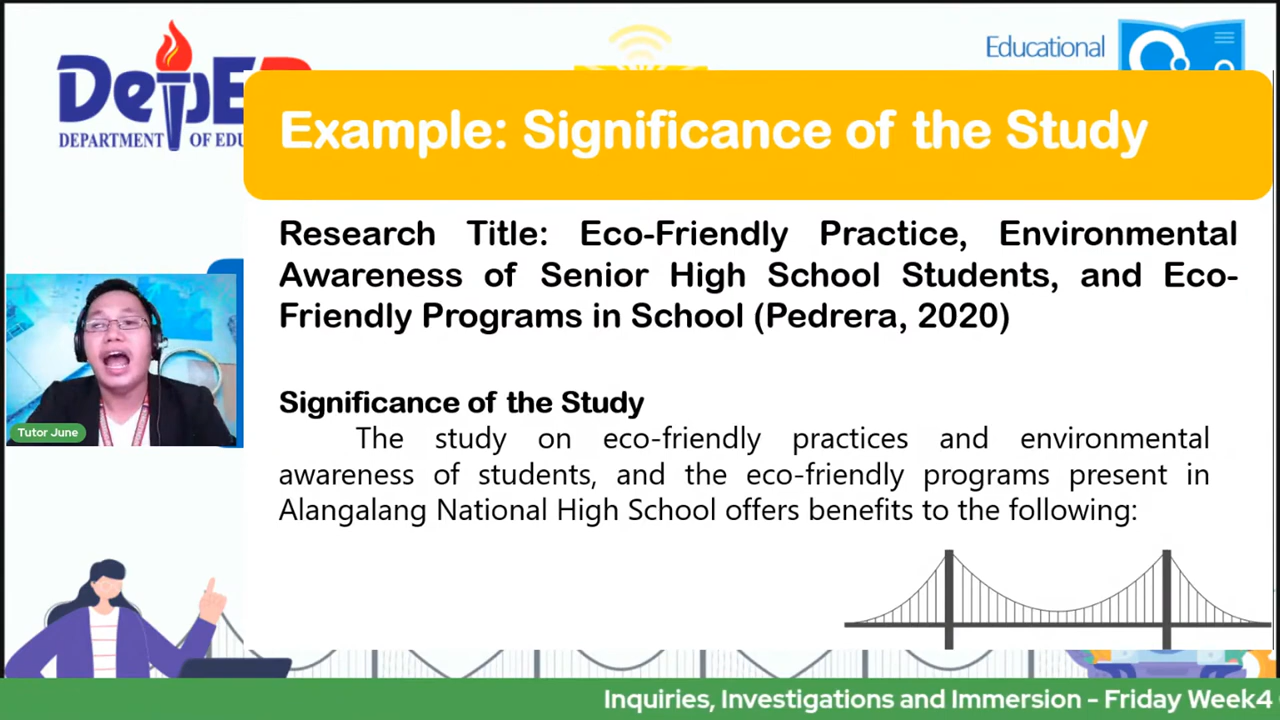 DepED
DEPARTMENT OF EDU
Educational
Example: Significance of the Study
Research Title: Eco-Friendly Practice, Environmental
Awareness of Senior High School Students, and Eco-
Friendly Programs in School (Pedrera, 2020)
Significance of the Study
The study on eco-friendly practices and environmental
awareness of students, and the eco-friendly programs present in
Alangalang National High School offers benefits to the following:
Tutor June
Inquiries, Investigations and Immersion - Friday Week4